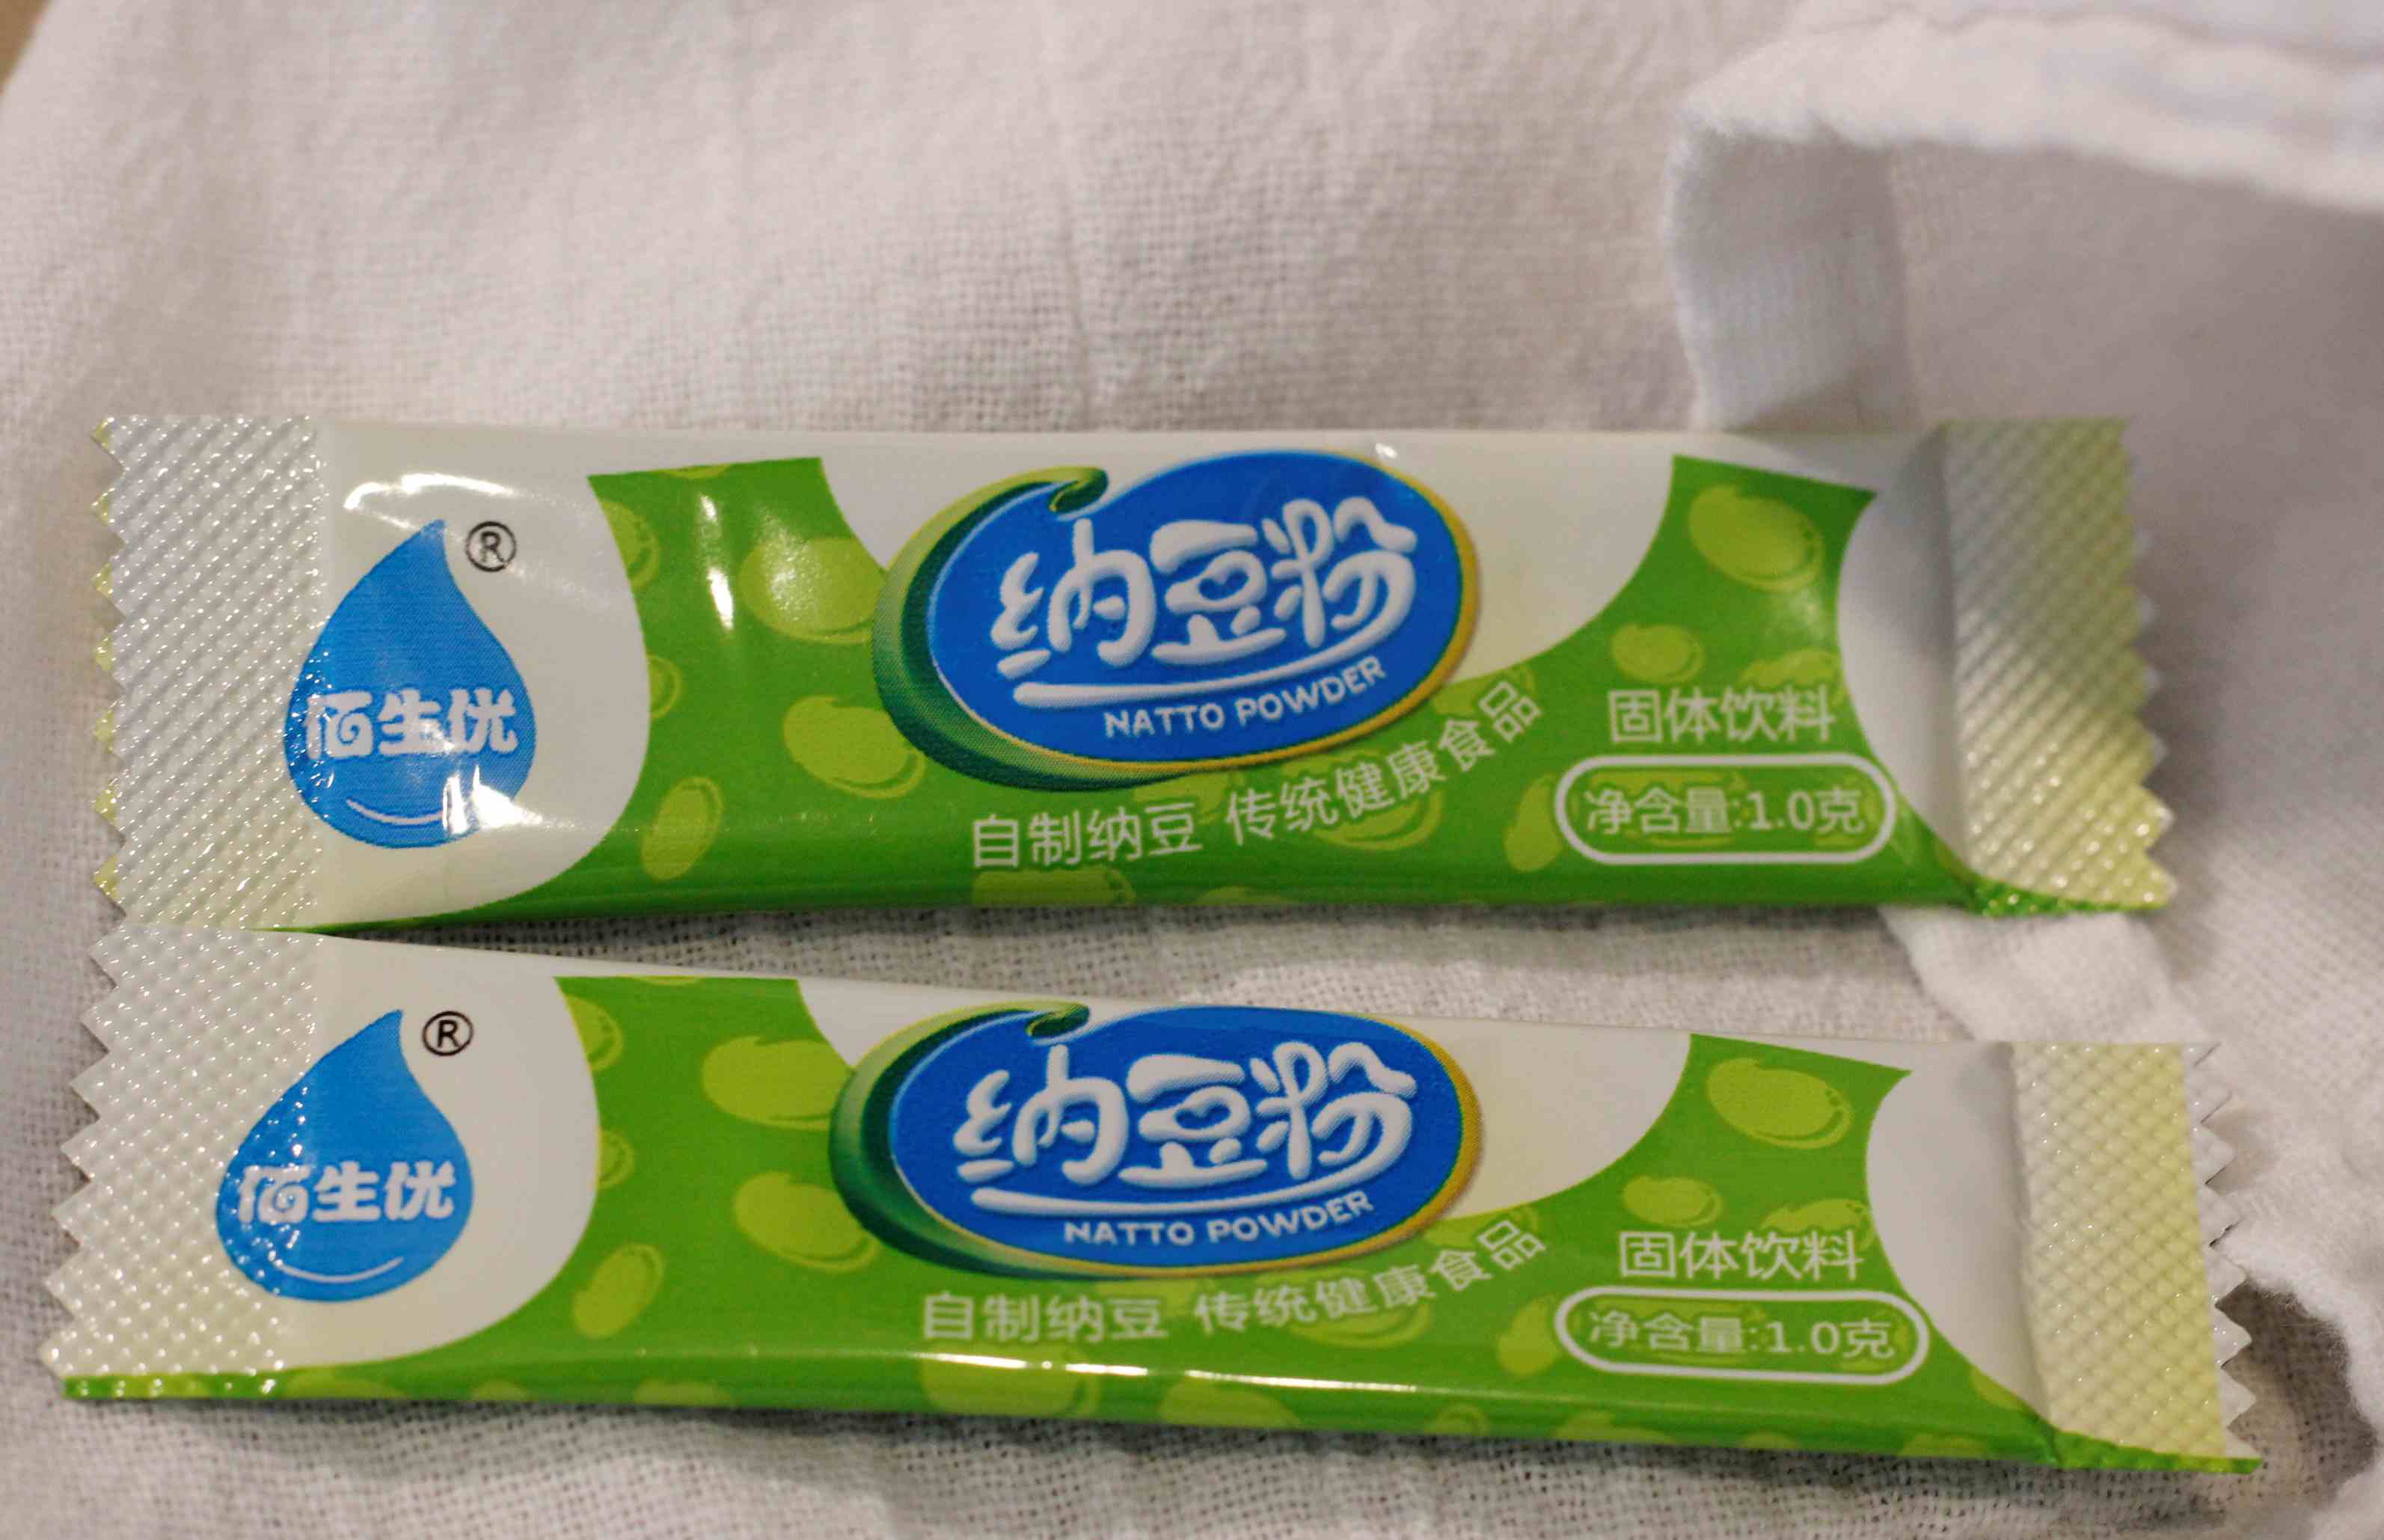 ®
佰生优
纳豆粉
NATTO POWDER
自制纳豆 传统健康食品
固体饮料
净含量:1.0克
®
佰生优
纳豆粉
NATTO POWDER
自制纳豆 传统健康食品
固体饮料
净含量:1.0克